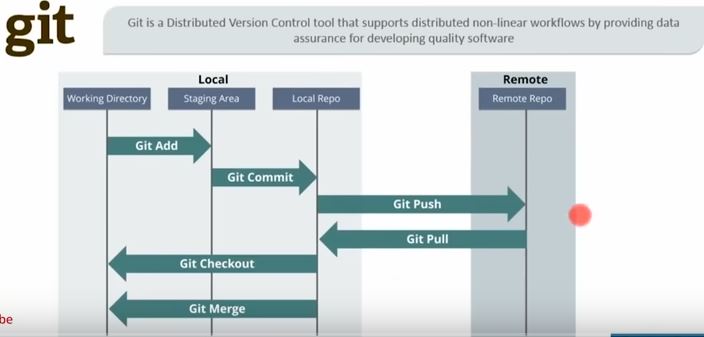 git
Git is a Distributed Version Control tool that supports distributed non-linear workflows by providing data
assurance for developing quality software
Local
Remote
Working Directory
Staging Area
Local Repo
Remote Repo
Git Add
Git Commit
Git Push
Git Pull
Git Checkout
Git Merge
be